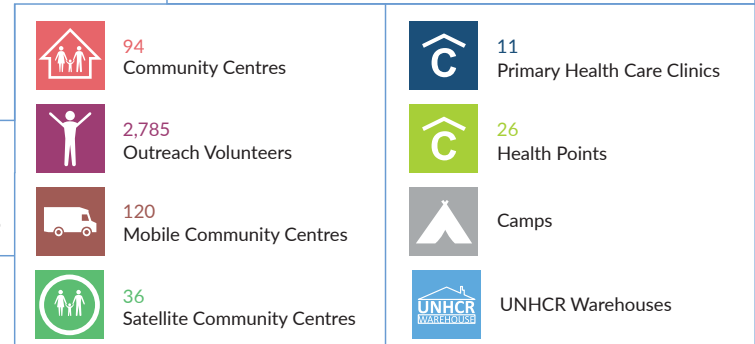 94
Community Centres
2,785
Outreach Volunteers
120
Mobile Community Centres
36
Satellite Community Centres
C
11
Primary Health Care Clinics
C
26
Health Points
Camps
UNHCR
WAREHOUSE
UNHCR Warehouses